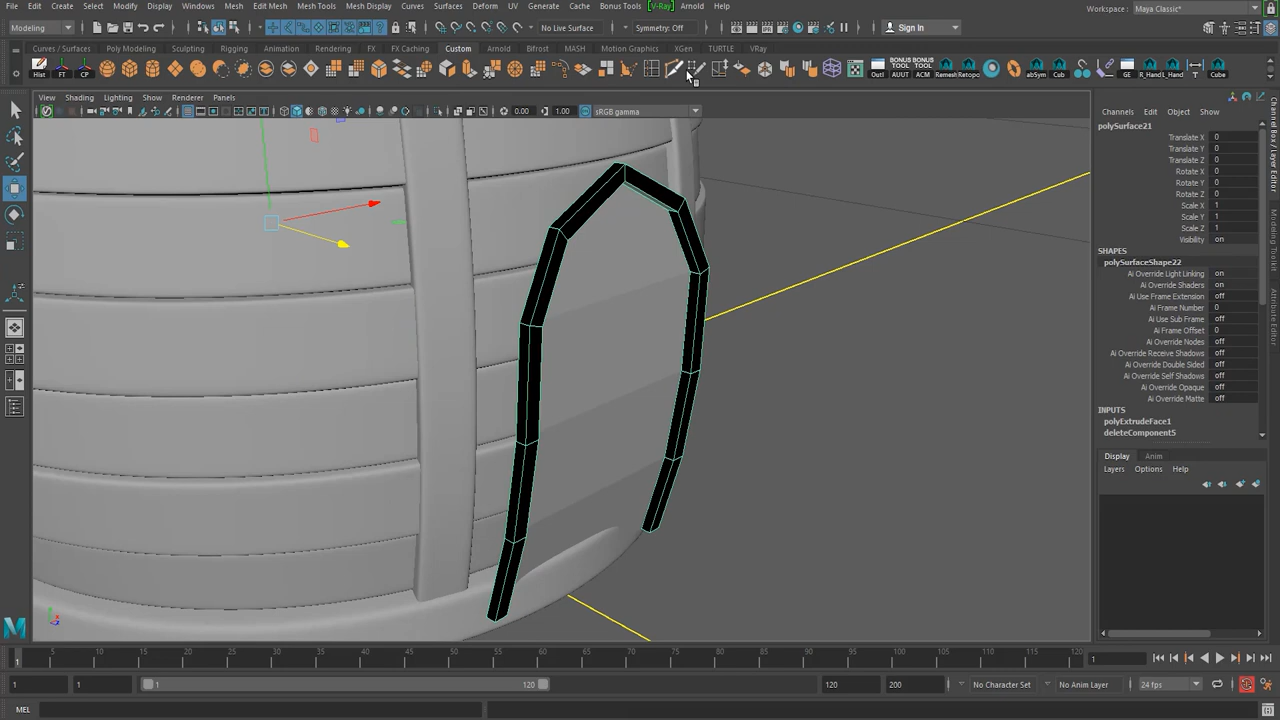 File Edit Create Select Modify Display Windows Mesh Edit Mesh Mesh Tools Mesh Display Curves Surfaces Deform UV Generate Cache Bonus Tools [V-Ray] Arnold Help Workspace: Maya Classic*
Modeling No Live Surface Symmetry: Off Sign In
Curves / Surfaces Poly Modeling Sculpting Rigging Animation Rendering FX FX Caching Custom Arnold Bifrost MASH Motion Graphics XGen TURTLE VRay
Hist FT CP Outl AUUT ACM Remesh Retopo abSym Cub GE R_Hand L_Hand Cube
View Shading Lighting Show Renderer Panels
0.00 1.00 sRGB gamma
Channels Edit Object Show
polySurface21
Translate X 0
Translate Y 0
Translate Z 0
Rotate X 0
Rotate Y 0
Rotate Z 0
Scale X 1
Scale Y 1
Scale Z 1
Visibility on
SHAPES
polySurfaceShape22
Ai Override Light Linking on
Ai Override Shaders on
Ai Use Frame Extension off
Ai Frame Number 0
Ai Use Sub Frame off
Ai Frame Offset 0
Ai Override Nodes off
Ai Override Receive Shadows off
Ai Override Double Sided off
Ai Override Self Shadows off
Ai Override Opaque off
Ai Override Matte off
INPUTS
polyExtrudeFace1
deleteComponent5
Display Anim
Layers Options Help
Channel Box / Layer Editor
Modeling Toolkit
Attribute Editor
5 10 15 20 25 30 35 40 45 50 55 60 65 70 75 80 85 90 95 100 105 110 115 120
1 1
1 1 1 120 120 200 No Character Set No Anim Layer 24 fps
MEL